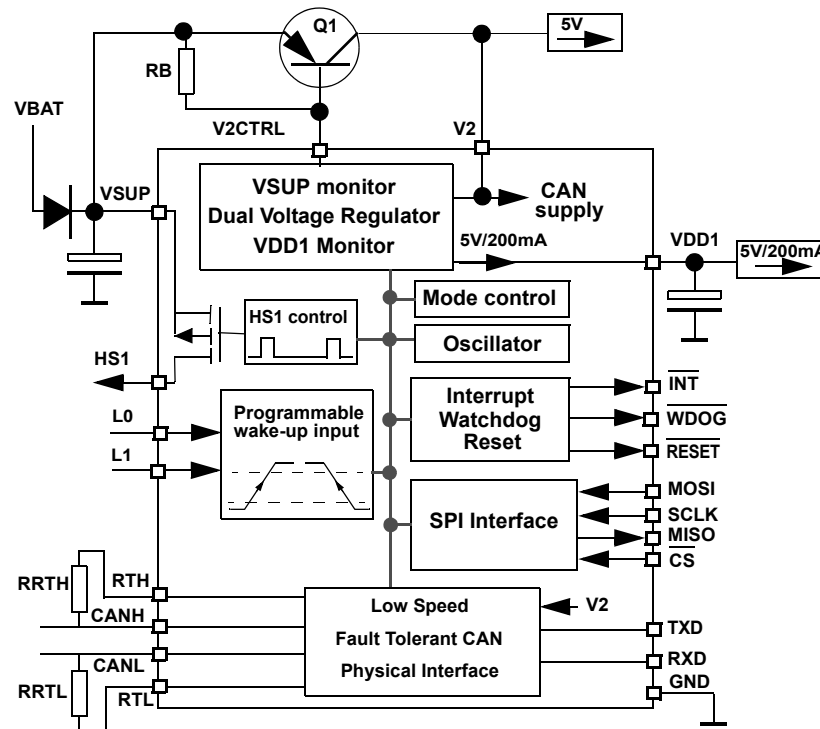 Q1
5V
RB
VBAT
V2CTRL
V2
VSUP
VSUP monitor
Dual Voltage Regulator
VDD1 Monitor
CAN
supply
5V/200mA
VDD1
5V/200mA
Mode control
HS1 control
Oscillator
HS1
L0
L1
Programmable
wake-up input
Interrupt
Watchdog
Reset
INT
WDOG
RESET
SPI Interface
MOSI
SCLK
MISO
CS
RRTH
RTH
CANH
CANL
RRTL
RTL
Low Speed
Fault Tolerant CAN
Physical Interface
V2
TXD
RXD
GND